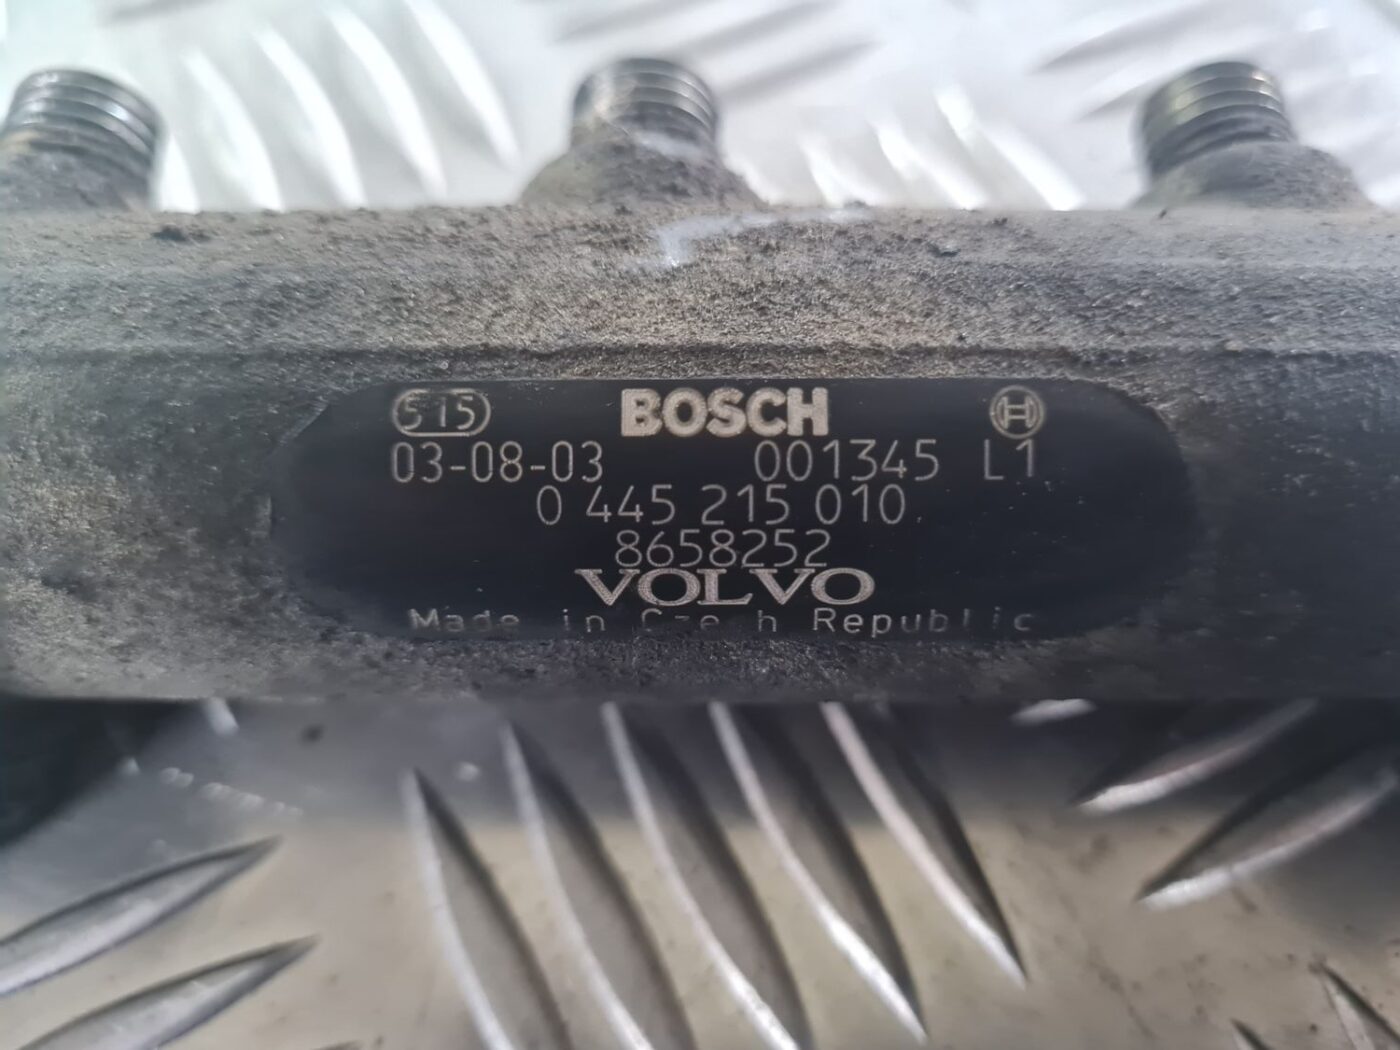 515 BOSCH H
03-08-03 001345 L1
0 445 215 010
8658252
VOLVO
Made in Czech Republic